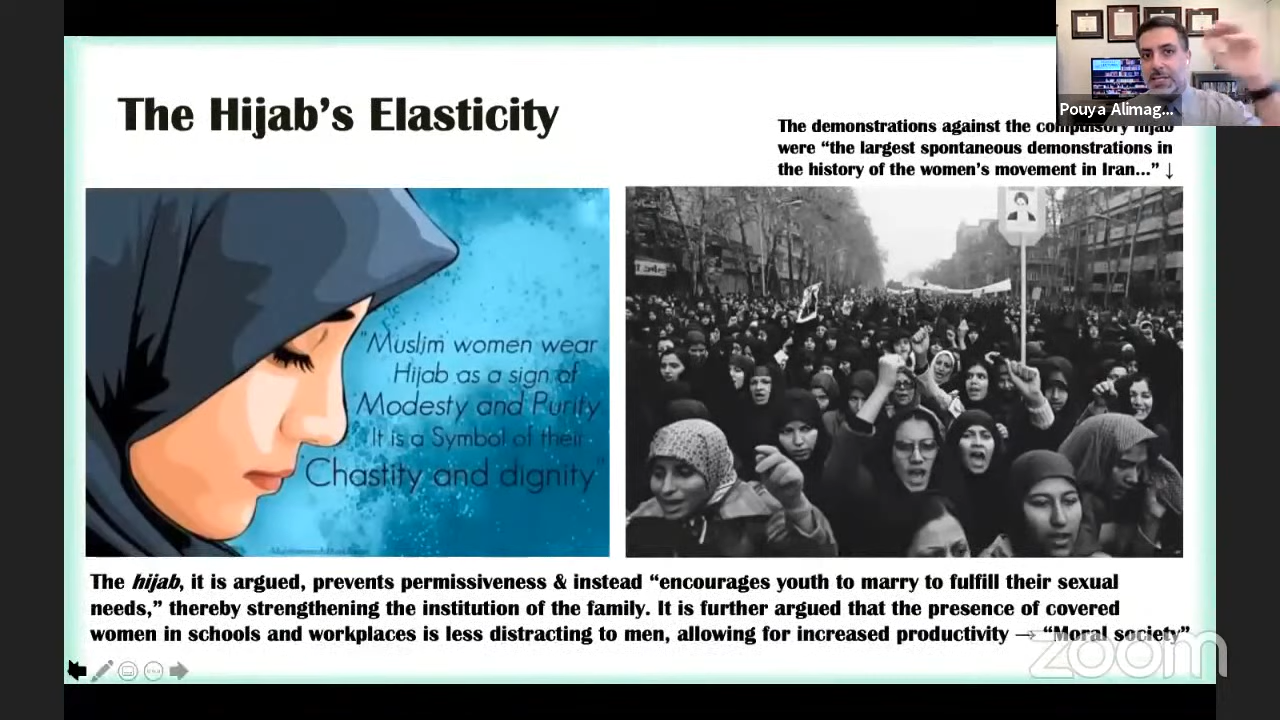 The Hijab's Elasticity
Pouya Alimag...
The demonstrations against the compulsory hijab
were “the largest spontaneous demonstrations in
the history of the women's movement in Iran...” ↓
"Muslim women wear
Hijab as a sign of
Modesty and Purity
It is a Symbol of their
Chastity and dignity"
The hijab, it is argued, prevents permissiveness & instead “encourages youth to marry to fulfill their sexual
needs,” thereby strengthening the institution of the family. It is further argued that the presence of covered
women in schools and workplaces is less distracting to men, allowing for increased productivity → “Moral society”
zoom